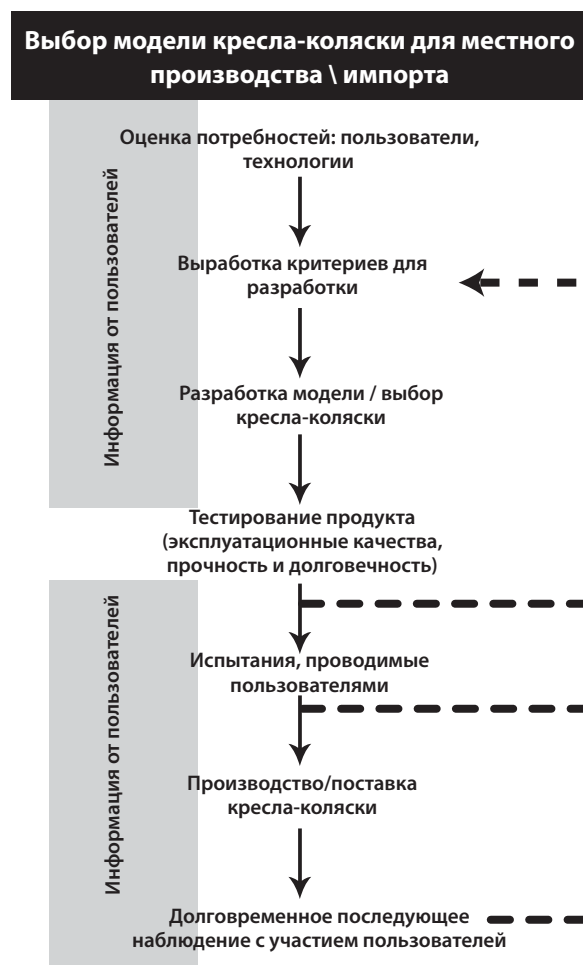 Выбор модели кресла-коляски для местного
производства \ импорта
Оценка потребностей: пользователи,
технологии
Информация от пользователей
Выработка критериев для
разработки
Разработка модели / выбор
кресла-коляски
Тестирование продукта
(эксплуатационные качества,
прочность и долговечность)
Информация от пользователей
Испытания, проводимые
пользователями
Производство/поставка
кресла-коляски
Долговременное последующее
наблюдение с участием пользователей